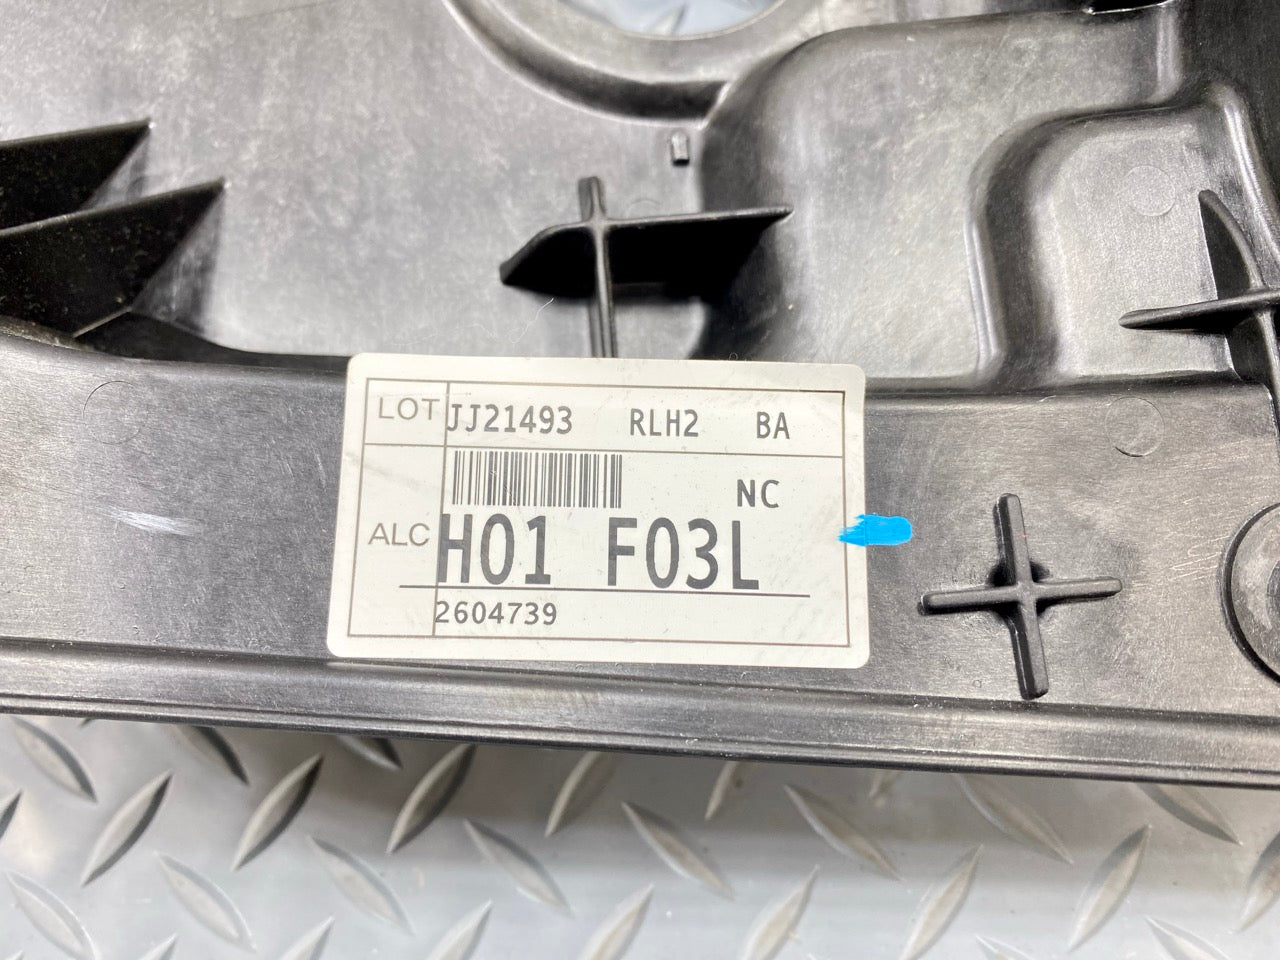 LOT JJ21493 RLH2 BA
NC
ALC H01 F03L
2604739